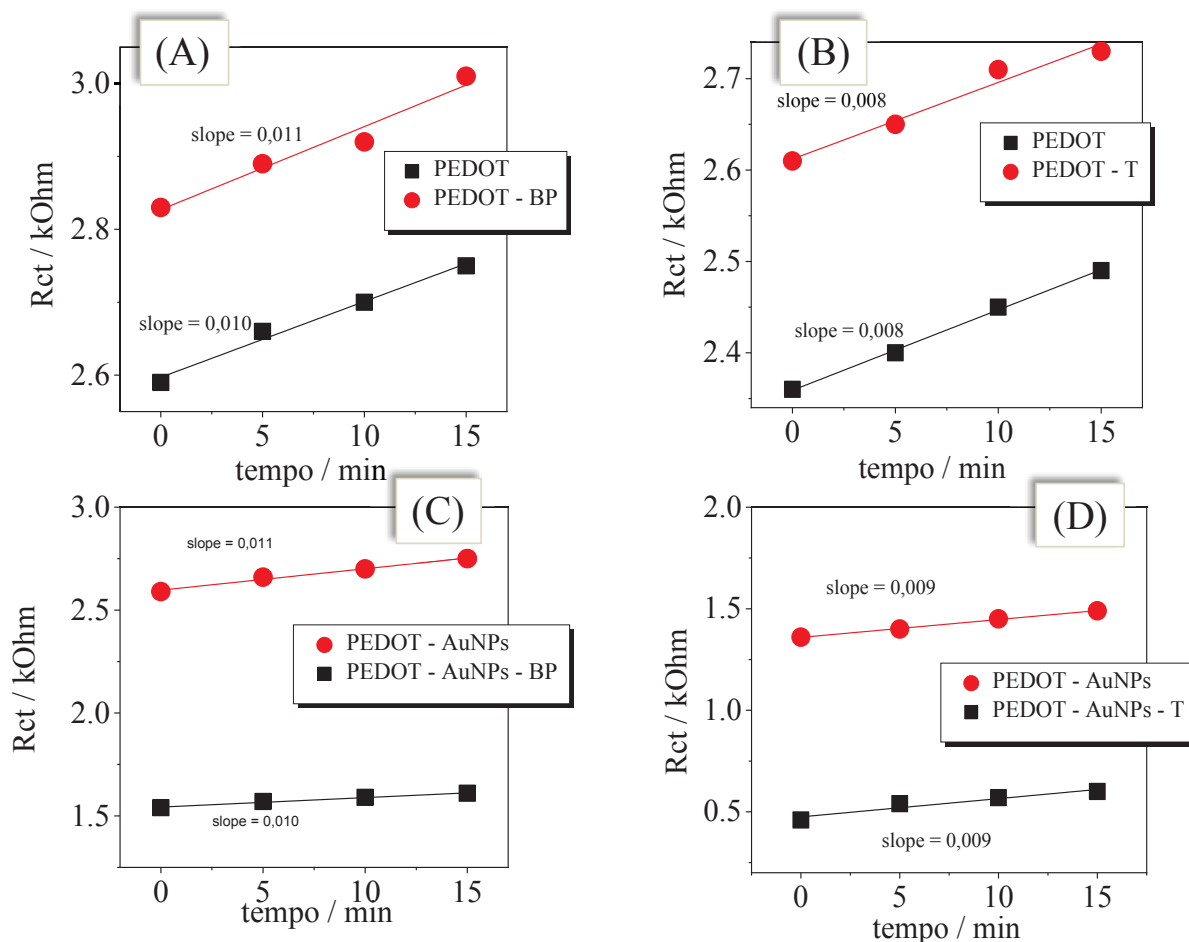 (A)
3.0
2.8
2.6
Rct / kOhm
slope = 0,011
slope = 0,010
PEDOT
PEDOT - BP
0 5 10 15
tempo / min
(B)
2.7
2.6
2.5
2.4
Rct / kOhm
slope = 0,008
slope = 0,008
PEDOT
PEDOT - T
0 5 10 15
tempo / min
(C)
3.0
2.5
2.0
1.5
Rct / kOhm
slope = 0,011
PEDOT - AuNPs
PEDOT - AuNPs - BP
slope = 0,010
0 5 10 15
tempo / min
(D)
2.0
1.5
1.0
0.5
Rct / kOhm
slope = 0,009
PEDOT - AuNPs
PEDOT - AuNPs - T
slope = 0,009
0 5 10 15
tempo / min